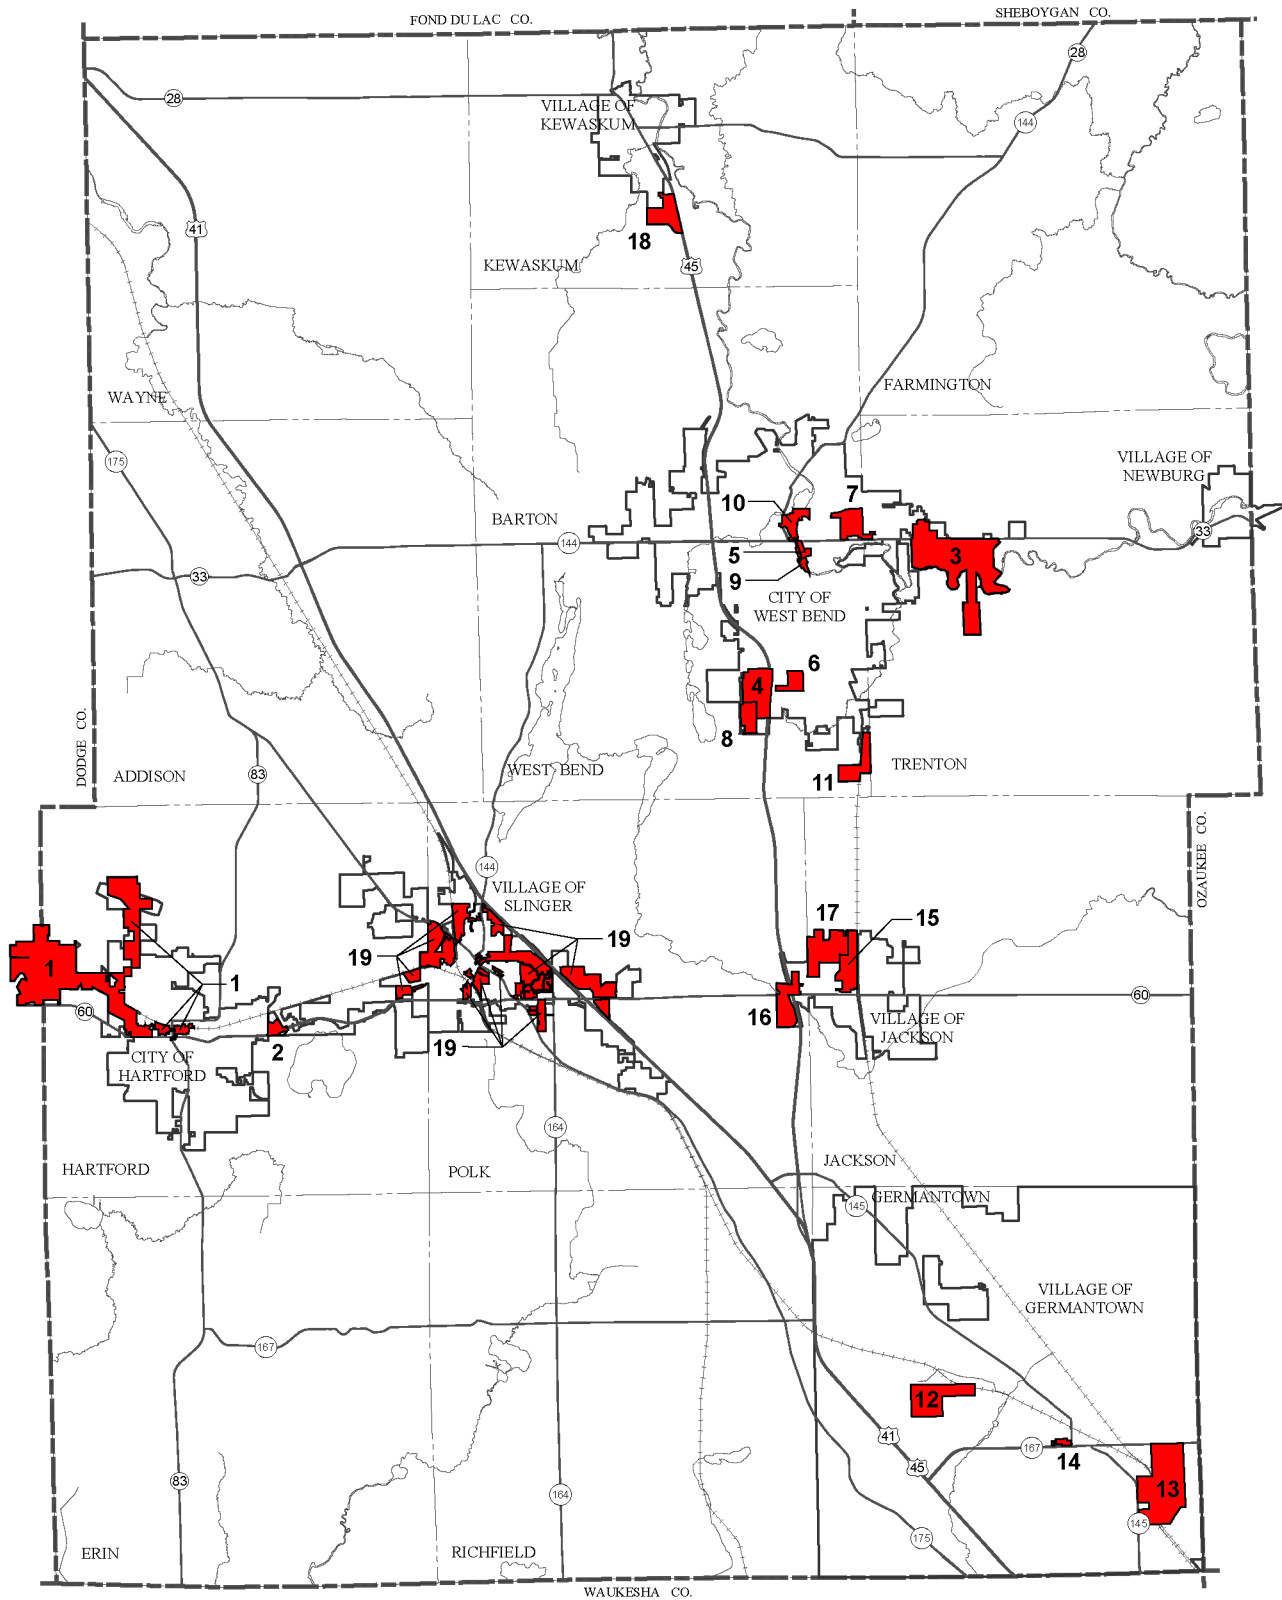 FOND DU LAC CO.
SHEBOYGAN CO.
28
28
VILLAGE OF
KEWASKUM
144
41
18
KEWASKUM
45
WAYNE
FARMINGTON
175
VILLAGE OF
NEWBURG
10
7
BARTON
144
33
5
3
9
33
CITY OF
WEST BEND
6
4
8
DODGE CO.
ADDISON
83
WEST BEND
11
TRENTON
OZAUKEE CO.
144
VILLAGE OF
SLINGER
17
15
19
19
1
1
60
60
16
VILLAGE OF
JACKSON
2
19
CITY OF
HARTFORD
164
HARTFORD
POLK
JACKSON
GERMANTOWN
145
VILLAGE OF
GERMANTOWN
167
12
41
167
14
45
83
13
164
145
175
ERIN
RICHFIELD
WAUKESHA CO.